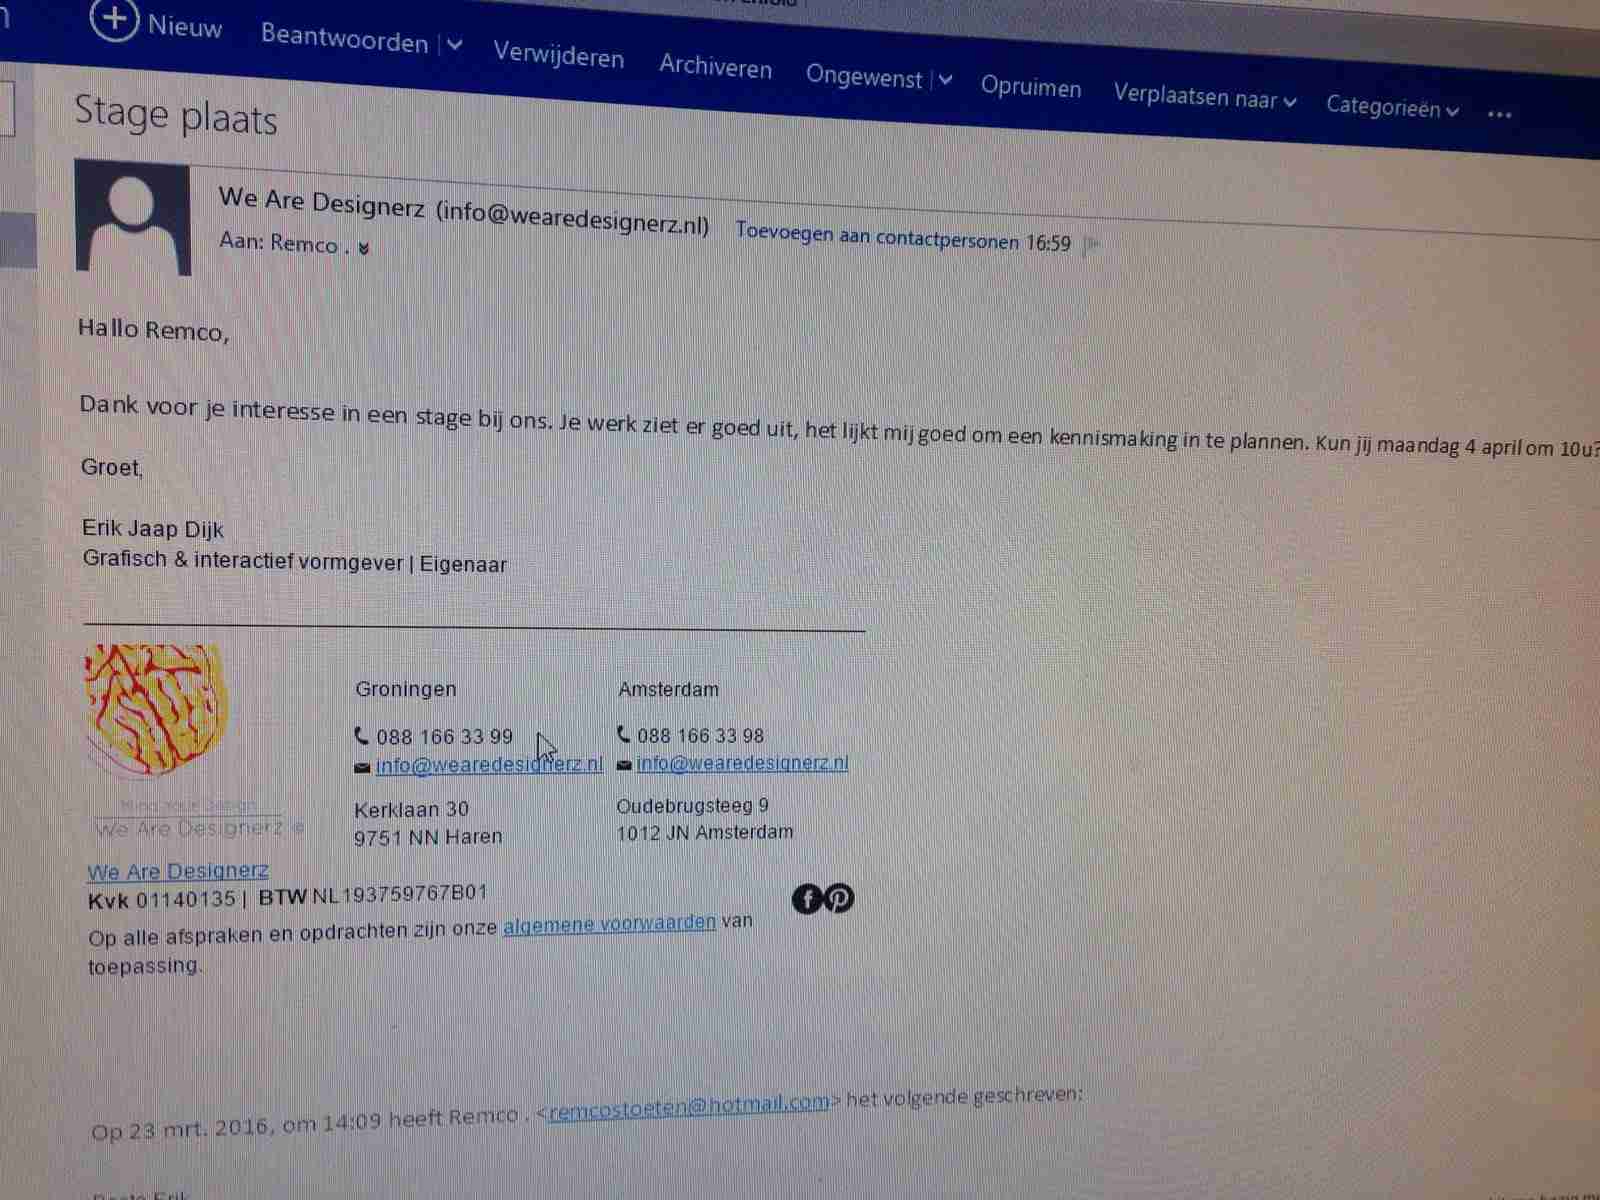 Nieuw Beantwoorden Verwijderen Archiveren Ongewenst Opruimen Verplaatsen naar Categorieën ...
Stage plaats
We Are Designerz (info@wearedesignerz.nl) Toevoegen aan contactpersonen 16:59
Aan: Remco .
Hallo Remco,
Dank voor je interesse in een stage bij ons. Je werk ziet er goed uit, het lijkt mij goed om een kennismaking in te plannen. Kun jij maandag 4 april om 10u?
Groet,
Erik Jaap Dijk
Grafisch & interactief vormgever | Eigenaar
Groningen Amsterdam
088 166 33 99 088 166 33 98
info@wearedesignerz.nl info@wearedesignerz.nl
Kerklaan 30 Oudebrugsteeg 9
9751 NN Haren 1012 JN Amsterdam
Mind Your Design
We Are Designerz ©
We Are Designerz
Kvk 01140135 | BTW NL193759767B01
Op alle afspraken en opdrachten zijn onze algemene voorwaarden van
toepassing.
Op 23 mrt. 2016, om 14:09 heeft Remco . <remcostoeten@hotmail.com> het volgende geschreven:
Beste Erik